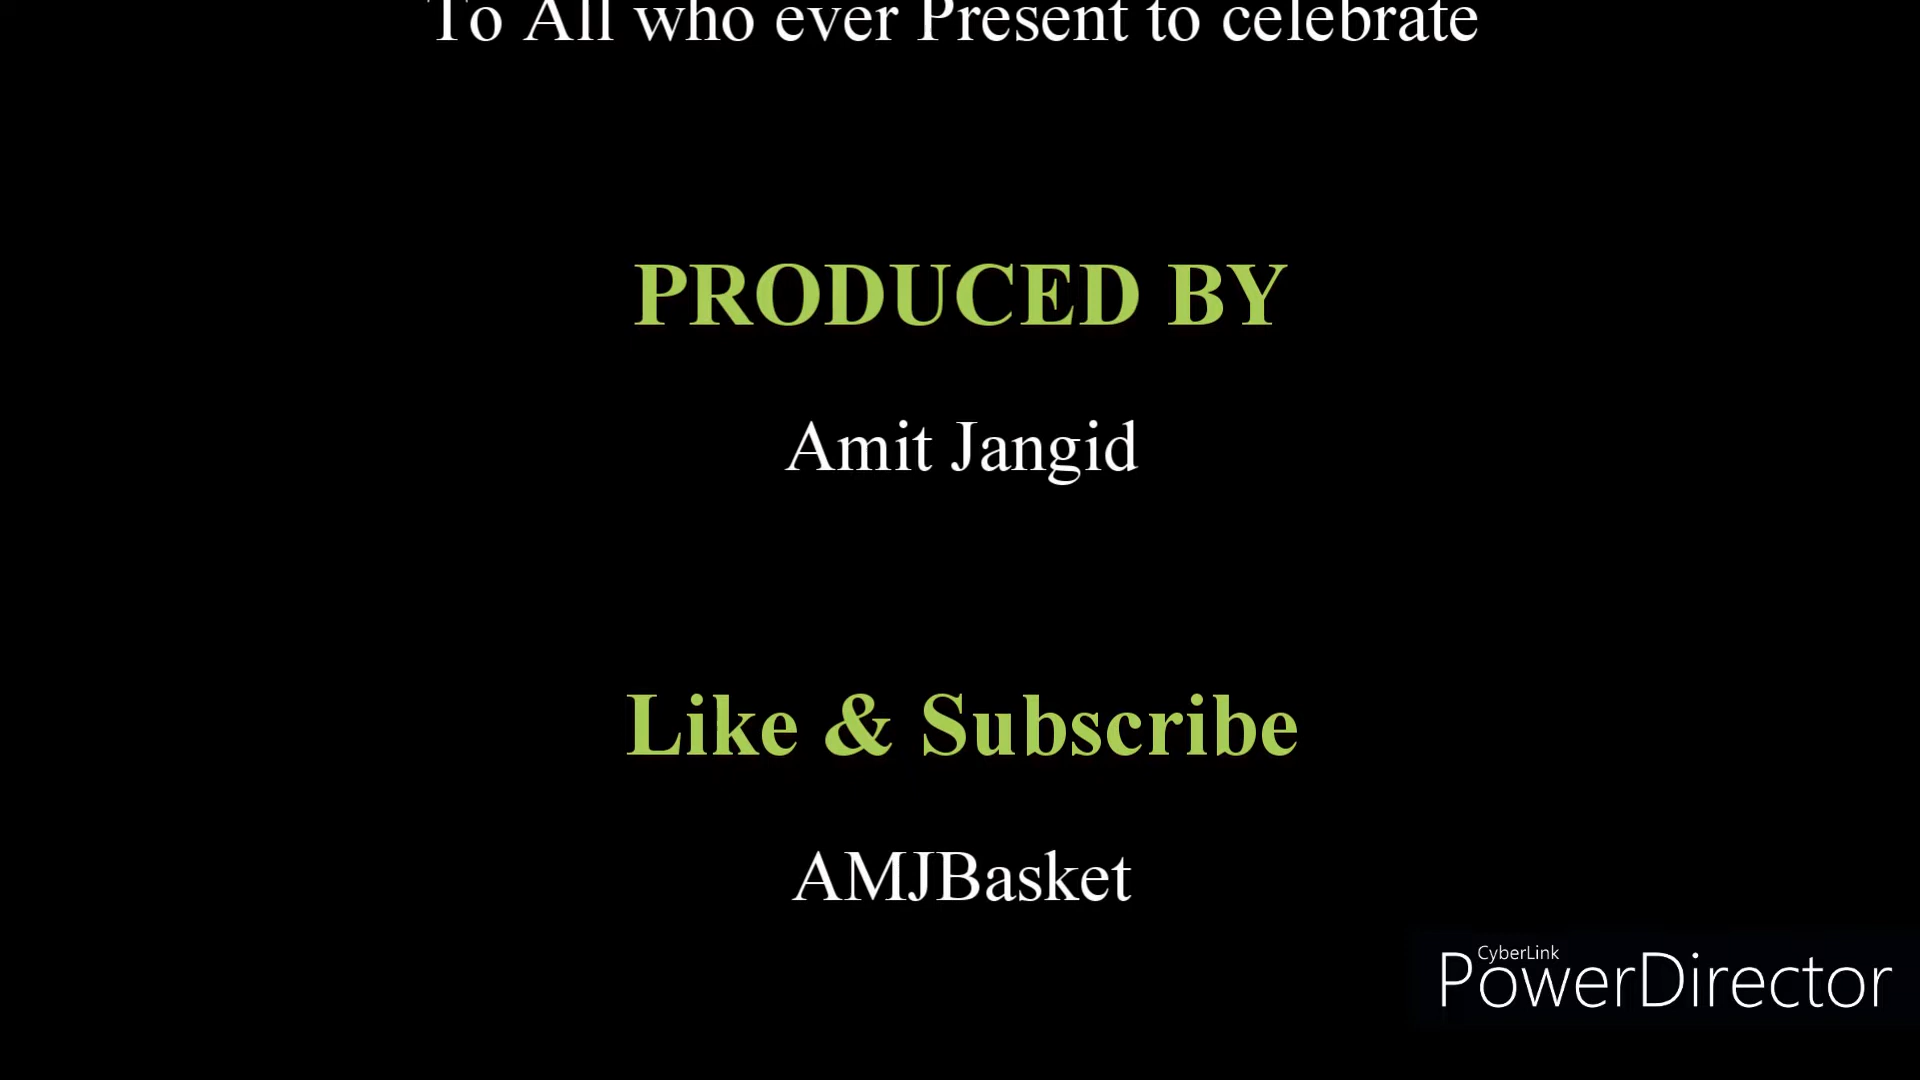 To All who ever Present to celebrate
PRODUCED BY
Amit Jangid
Like & Subscribe
AMJBasket
CyberLink
PowerDirector